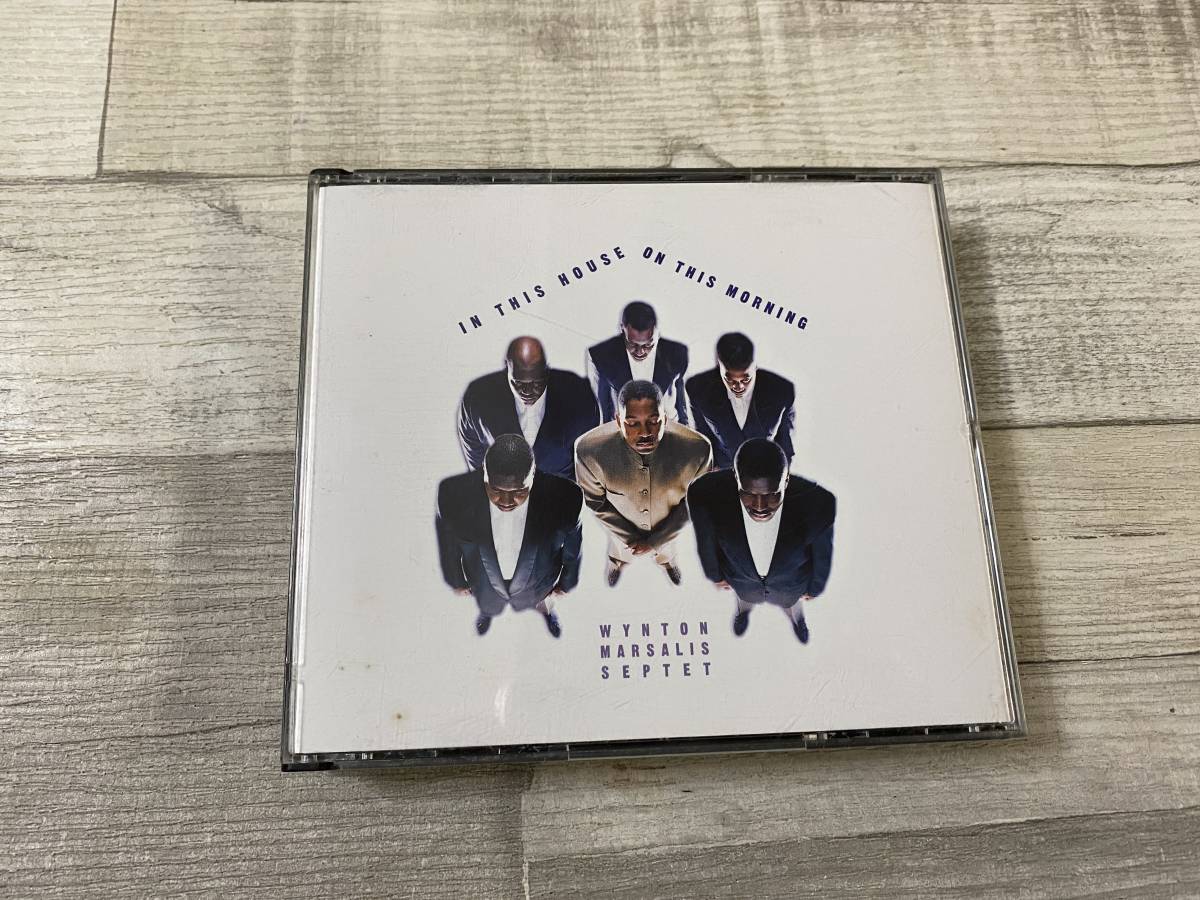 IN THIS HOUSE ON THIS MORNING
WYNTON
MARSALIS
SEPTET